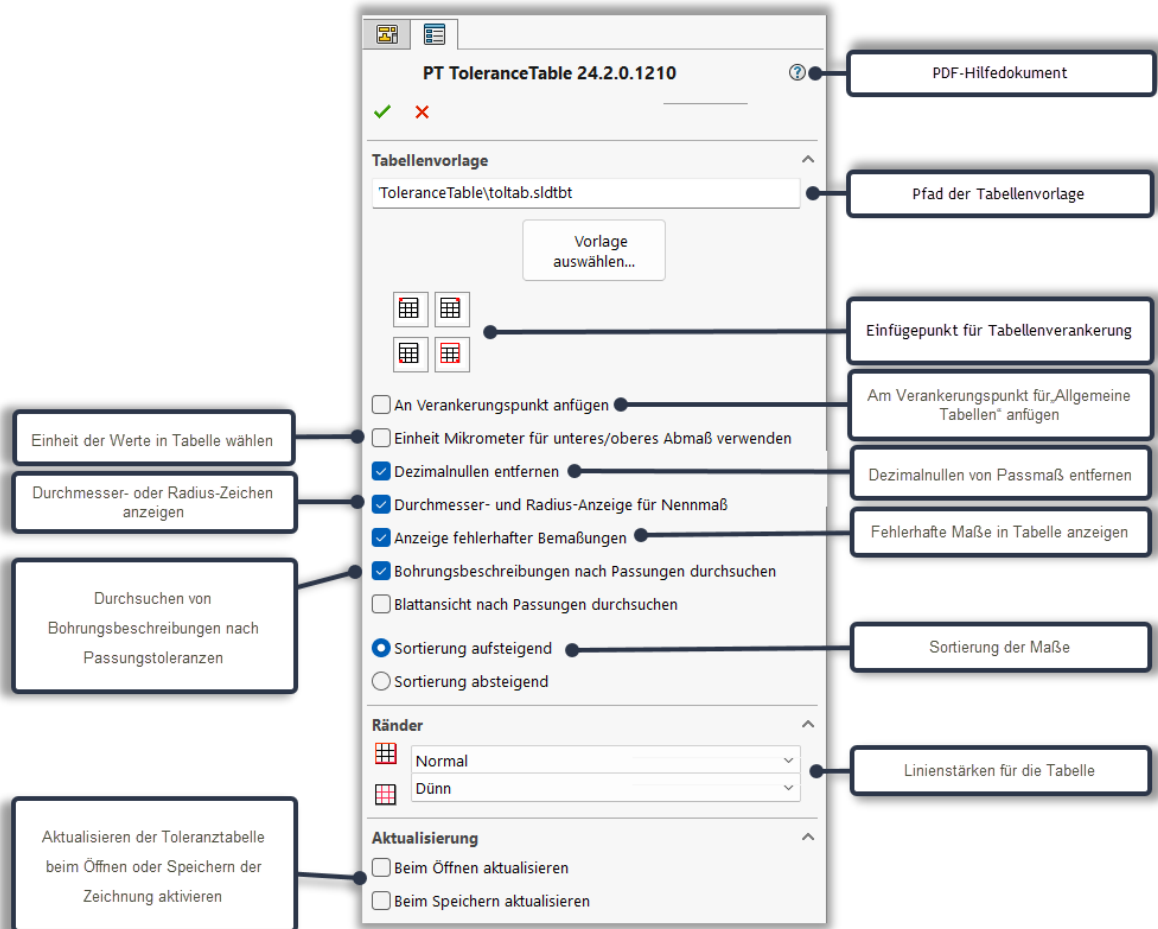 PT ToleranceTable 24.2.0.1210
?
PDF-Hilfedokument
Tabellenvorlage
'ToleranceTable\toltab.sldtbt
Pfad der Tabellenvorlage
Vorlage
auswählen...
Einfügepunkt für Tabellenverankerung
An Verankerungspunkt anfügen
Am Verankerungspunkt für„Allgemeine
Tabellen“ anfügen
Einheit der Werte in Tabelle wählen
Einheit Mikrometer für unteres/oberes Abmaß verwenden
Dezimalnullen entfernen
Dezimalnullen von Passmaß entfernen
Durchmesser- oder Radius-Zeichen
anzeigen
Durchmesser- und Radius-Anzeige für Nennmaß
Anzeige fehlerhafter Bemaßungen
Fehlerhafte Maße in Tabelle anzeigen
Bohrungsbeschreibungen nach Passungen durchsuchen
Durchsuchen von
Bohrungsbeschreibungen nach
Passungstoleranzen
Blattansicht nach Passungen durchsuchen
Sortierung aufsteigend
Sortierung der Maße
Sortierung absteigend
Ränder
Normal
Dünn
Linienstärken für die Tabelle
Aktualisierung
Aktualisieren der Toleranztabelle
beim Öffnen oder Speichern der
Zeichnung aktivieren
Beim Öffnen aktualisieren
Beim Speichern aktualisieren